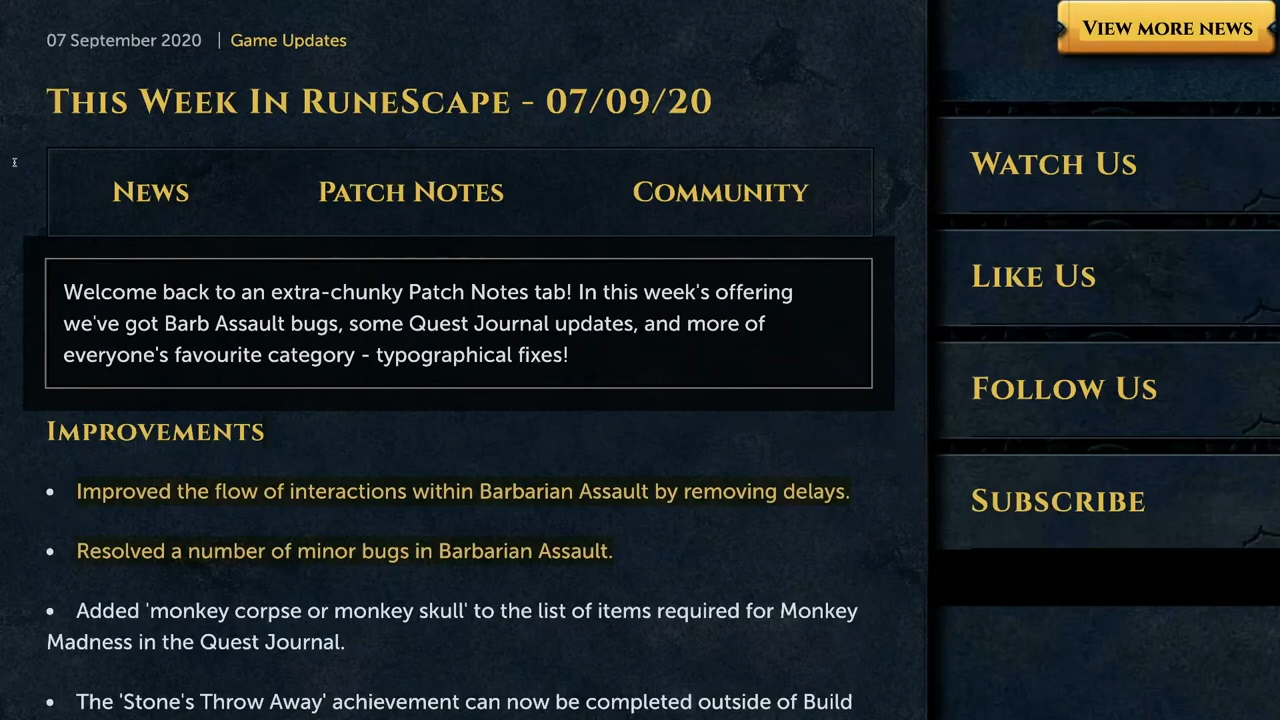 07 September 2020 | Game Updates
VIEW MORE NEWS
THIS WEEK IN RUNESCAPE - 07/09/20
NEWS PATCH NOTES COMMUNITY
Welcome back to an extra-chunky Patch Notes tab! In this week's offering
we've got Barb Assault bugs, some Quest Journal updates, and more of
everyone's favourite category - typographical fixes!
IMPROVEMENTS
• Improved the flow of interactions within Barbarian Assault by removing delays.
• Resolved a number of minor bugs in Barbarian Assault.
• Added 'monkey corpse or monkey skull' to the list of items required for Monkey
Madness in the Quest Journal.
• The 'Stone's Throw Away' achievement can now be completed outside of Build
WATCH US
LIKE US
FOLLOW US
SUBSCRIBE